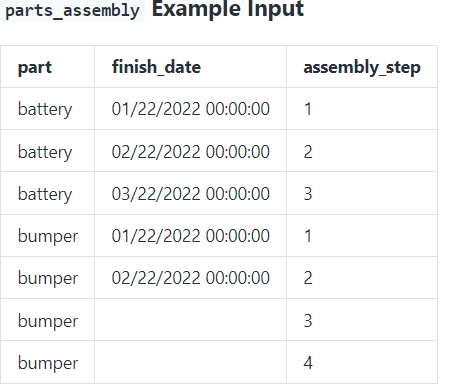 parts_assembly Example Input
part finish_date assembly_step
battery 01/22/2022 00:00:00 1
battery 02/22/2022 00:00:00 2
battery 03/22/2022 00:00:00 3
bumper 01/22/2022 00:00:00 1
bumper 02/22/2022 00:00:00 2
bumper 3
bumper 4